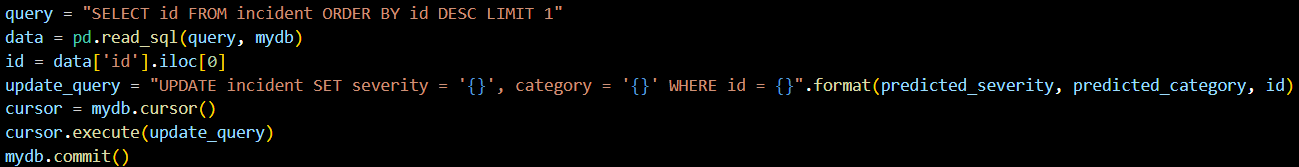 query = "SELECT id FROM incident ORDER BY id DESC LIMIT 1"
data = pd.read_sql(query, mydb)
id = data['id'].iloc[0]
update_query = "UPDATE incident SET severity = '{}', category = '{}' WHERE id = {}".format(predicted_severity, predicted_category, id)
cursor = mydb.cursor()
cursor.execute(update_query)
mydb.commit()